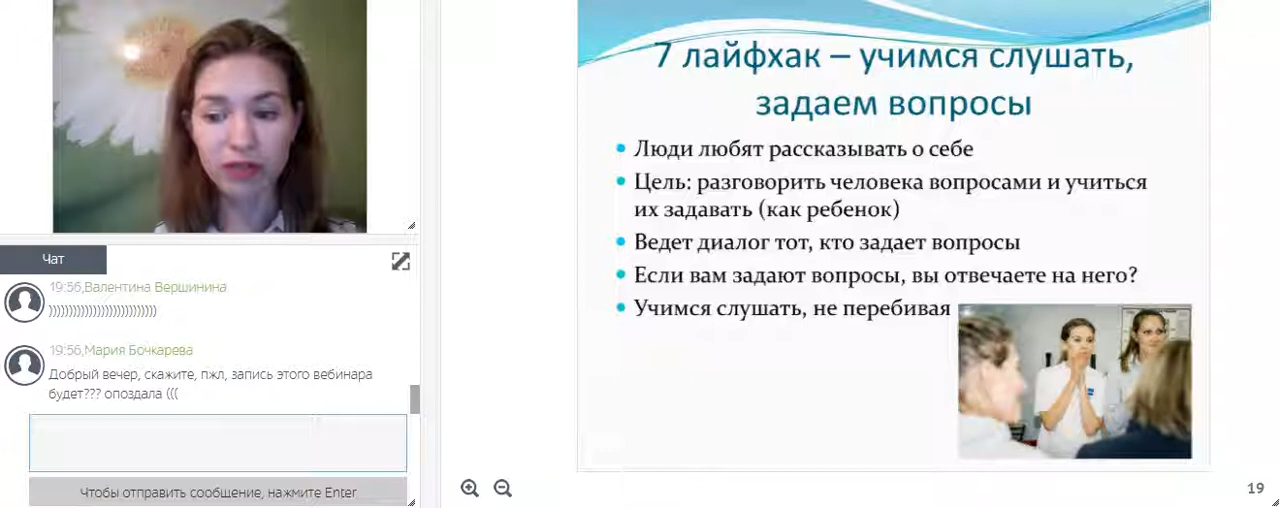 7 лайфхак – учимся слушать,
задаем вопросы
Люди любят рассказывать о себе
Цель: разговорить человека вопросами и учиться
их задавать (как ребенок)
Ведет диалог тот, кто задает вопросы
Если вам задают вопросы, вы отвечаете на него?
Учимся слушать, не перебивая
Чат
19:56,Валентина Вершинина
)))))))))))))))))))))))))))
19:56,Мария Бочкарева
Добрый вечер, скажите, пжл, запись этого вебинара
будет??? опоздала (((
Чтобы отправить сообщение, нажмите Enter
19